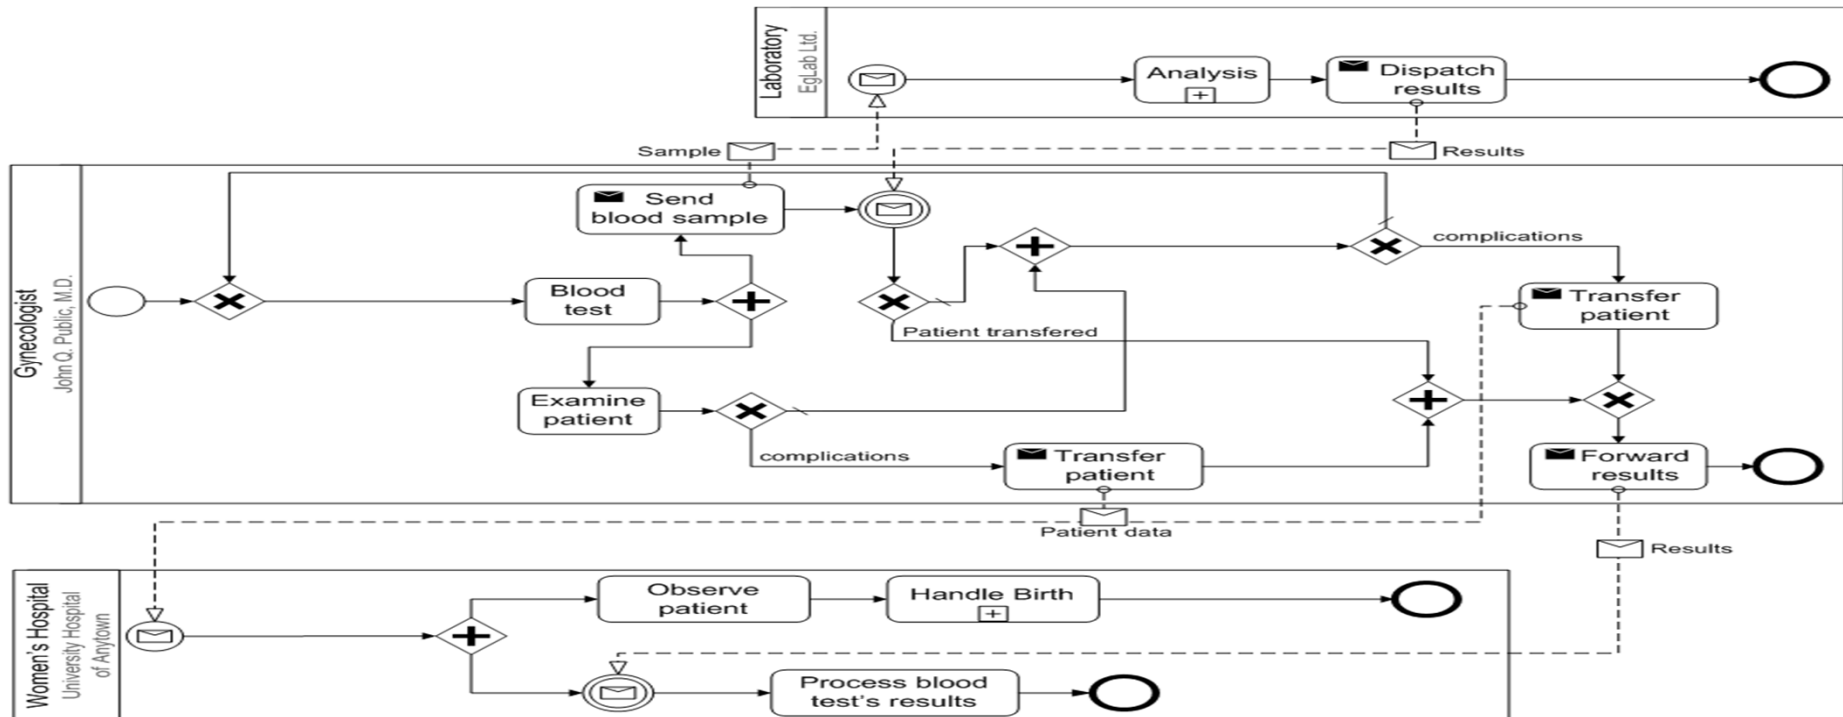 Laboratory
EgLab Ltd.
Analysis
Dispatch
results
Sample
Results
Gynecologist
John Q. Public, M.D.
Send
blood sample
complications
Blood
test
Transfer
patient
Patient transfered
Examine
patient
complications
Transfer
patient
Forward
results
Patient data
Results
Women's Hospital
University Hospital
of Anytown
Observe
patient
Handle Birth
Process blood
test's results